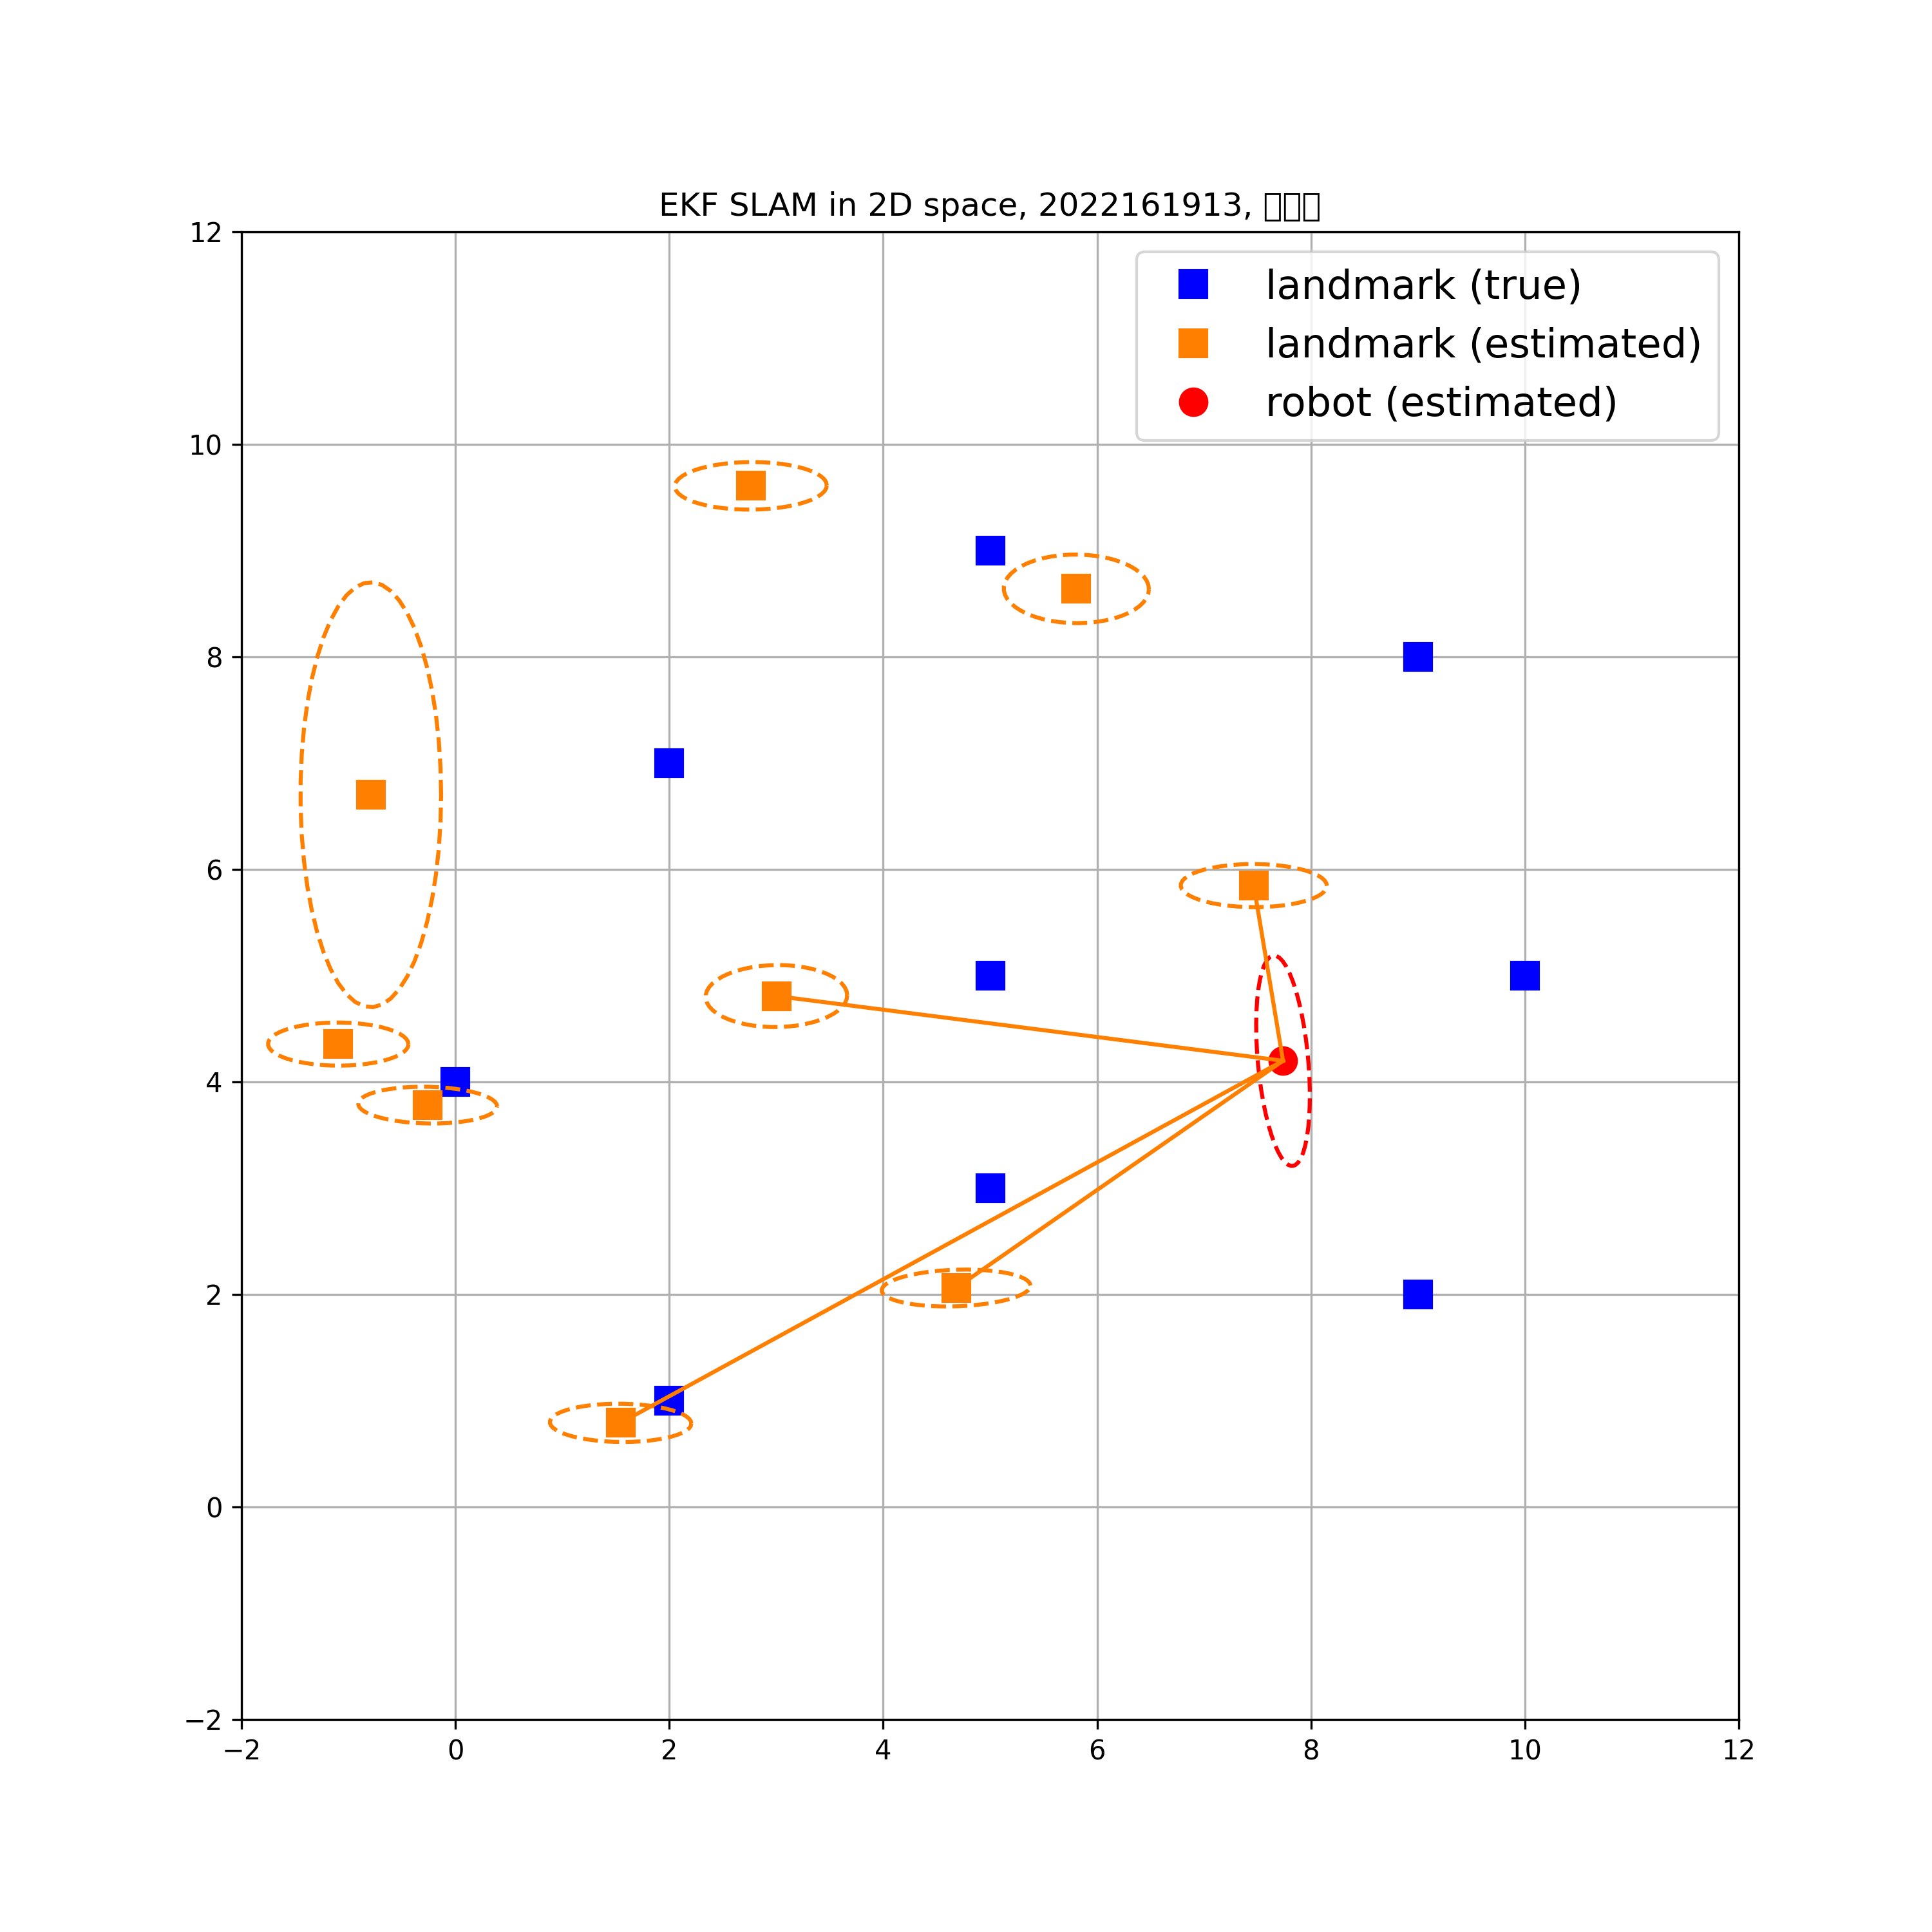 EKF SLAM in 2D space, 2022161913,
landmark (true)
landmark (estimated)
robot (estimated)
12
10
8
6
4
2
0
−2
−2 0 2 4 6 8 10 12